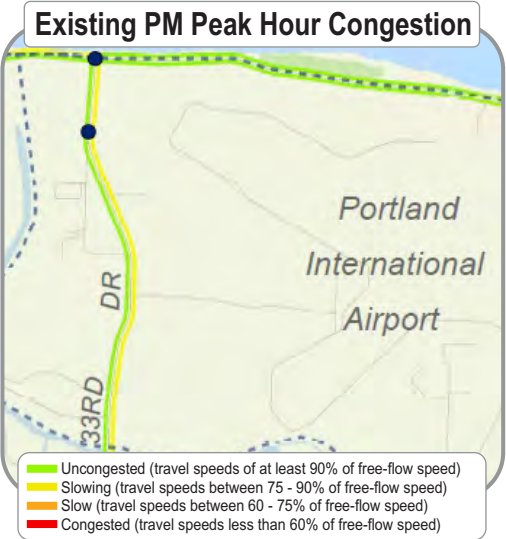 Existing PM Peak Hour Congestion
Portland
International
Airport
DR
33RD
Uncongested (travel speeds of at least 90% of free-flow speed)
Slowing (travel speeds between 75 - 90% of free-flow speed)
Slow (travel speeds between 60 - 75% of free-flow speed)
Congested (travel speeds less than 60% of free-flow speed)